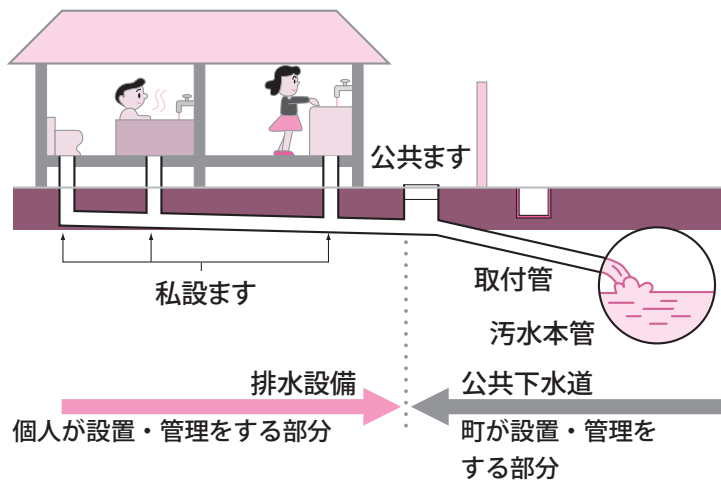 公共ます
私設ます
取付管
汚水本管
排水設備
公共下水道
個人が設置・管理をする部分
町が設置・管理を
する部分